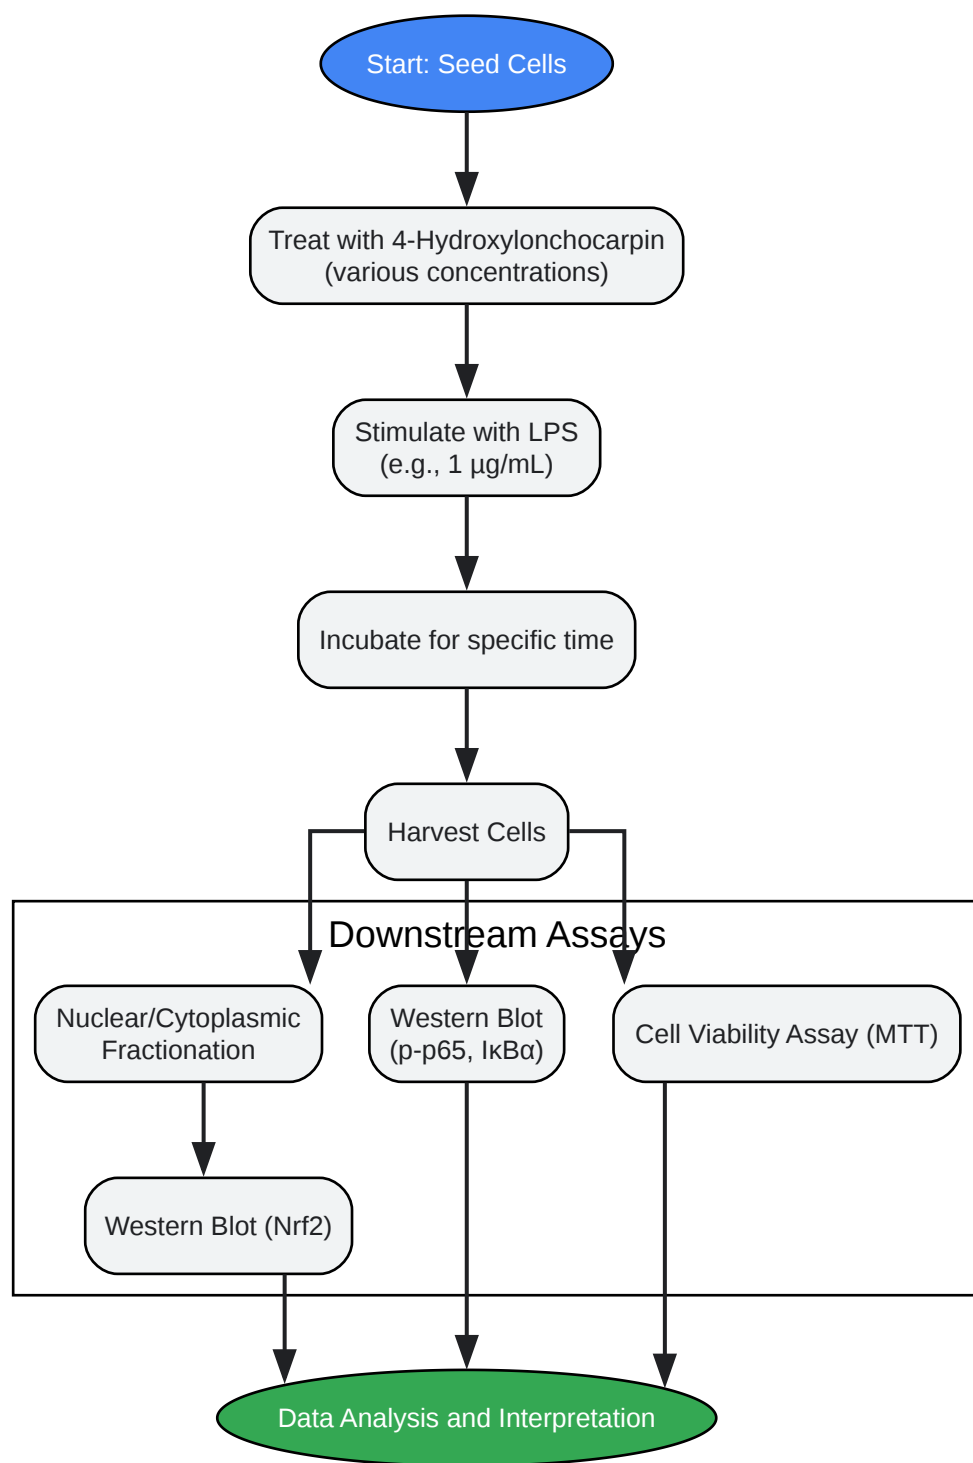 Start: Seed Cells
Treat with 4-Hydroxylonchocarpin
(various concentrations)
Stimulate with LPS
(e.g., 1 µg/mL)
Incubate for specific time
Harvest Cells
Downstream Assays
Nuclear/Cytoplasmic
Fractionation
Western Blot
(p-p65, IκBα)
Cell Viability Assay (MTT)
Western Blot (Nrf2)
Data Analysis and Interpretation